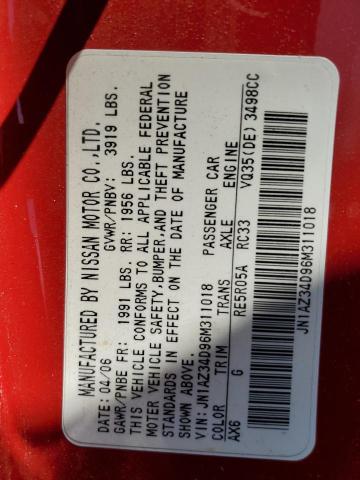 MANUFACTURED BY NISSAN MOTOR CO.,LTD.
DATE: 04/06 GVWR/PNBV: 3919 LBS.
GAWR/PNBE FR: 1991 LBS. RR: 1956 LBS.
THIS VEHICLE CONFORMS TO ALL APPLICABLE FEDERAL
MOTOR VEHICLE SAFETY,BUMPER,AND THEFT PREVENTION
STANDARDS IN EFFECT ON THE DATE OF MANUFACTURE
SHOWN ABOVE.
VIN: JN1AZ34D96M311018 PASSENGER CAR
COLOR TRIM TRANS AXLE ENGINE
AX6 G RE5R05A RC33 VQ35(DE) 3498CC
JN1AZ34D96M311018